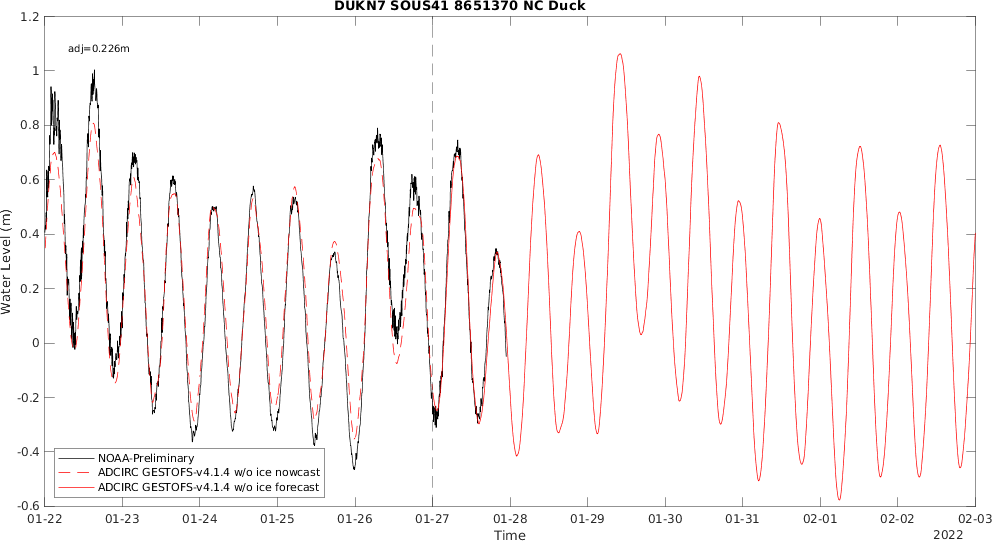 DUKN7 SOUS41 8651370 NC Duck
adj=0.226m
Water Level (m)
1.2
1
0.8
0.6
0.4
0.2
0
-0.2
-0.4
-0.6
NOAA-Preliminary
ADCIRC GESTOFS-v4.1.4 w/o ice nowcast
ADCIRC GESTOFS-v4.1.4 w/o ice forecast
01-22 01-23 01-24 01-25 01-26 01-27 01-28 01-29 01-30 01-31 02-01 02-02 02-03
Time
2022